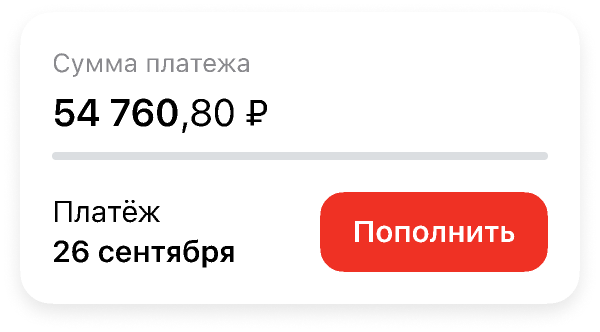 Сумма платежа
54 760,80 ₽
Платёж
26 сентября
Пополнить